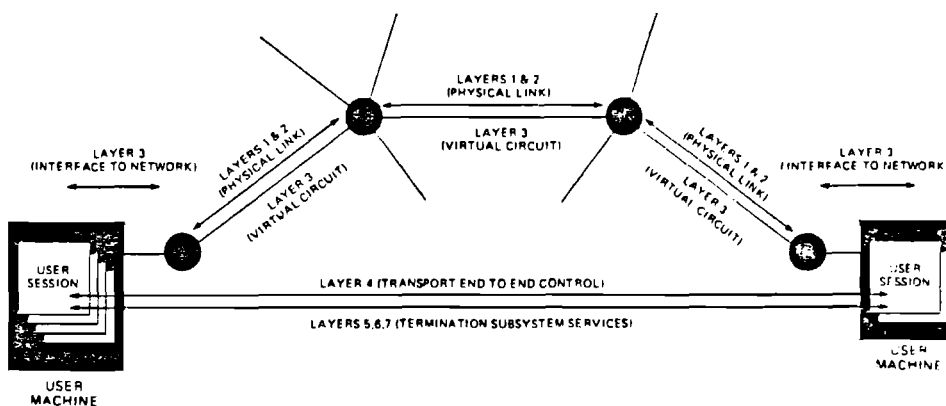 LAYERS 1 & 2
(PHYSICAL LINK)
LAYER 3
(VIRTUAL CIRCUIT)
LAYER 3
(INTERFACE TO NETWORK)
LAYERS 1 & 2
(PHYSICAL LINK)
LAYER 3
(VIRTUAL CIRCUIT)
LAYERS 1 & 2
(PHYSICAL LINK)
LAYER 3
(VIRTUAL CIRCUIT)
LAYER 3
(INTERFACE TO NETWORK)
USER
SESSION
USER
SESSION
LAYER 4 (TRANSPORT END TO END CONTROL)
LAYERS 5,6,7 (TERMINATION SUBSYSTEM SERVICES)
USER
MACHINE
USER
MACHINE